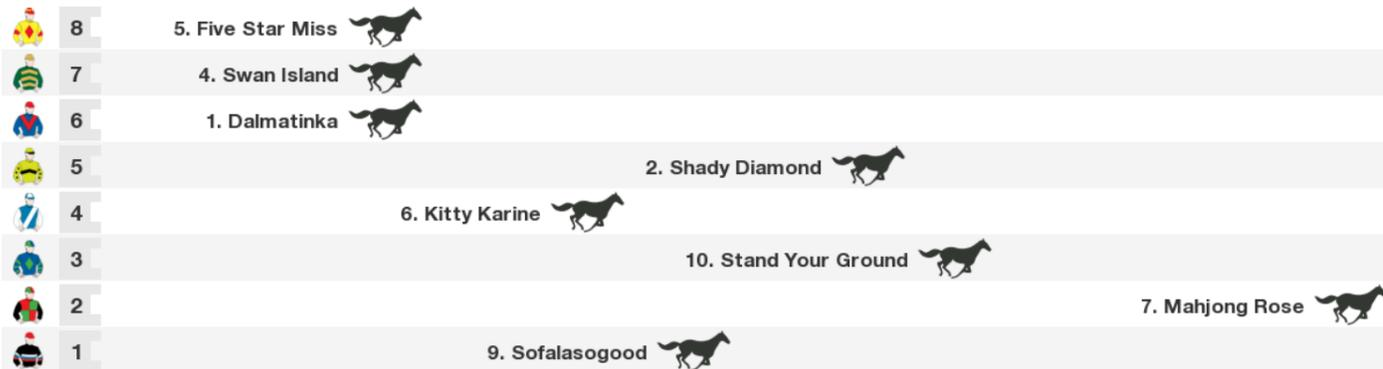 8 5. Five Star Miss
7 4. Swan Island
6 1. Dalmatinka
5 2. Shady Diamond
4 6. Kitty Karine
3 10. Stand Your Ground
2 7. Mahjong Rose
1 9. Sofalasogood